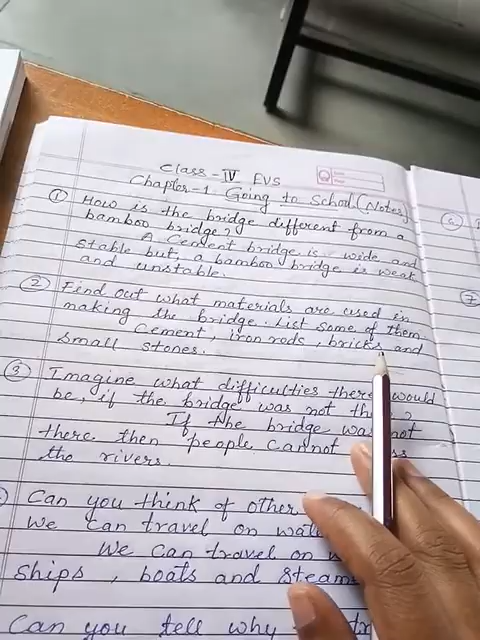 Class - IV EVS
Chapter-1 Going to School (Notes)
① How is the bridge different from a
bamboo bridge?
A Cement bridge is wide and
stable but, a bamboo bridge is weak
and unstable.
② Find out what materials are used in
making the bridge. List some of them
Cement, iron rods, bricks and
small stones.
③ Imagine what difficulties there would
be, if the bridge was not
If the bridge was not
there then people cannot
the rivers.
Can you think of other
we can travel on
We can travel on
ships, boats and
Can you tell why